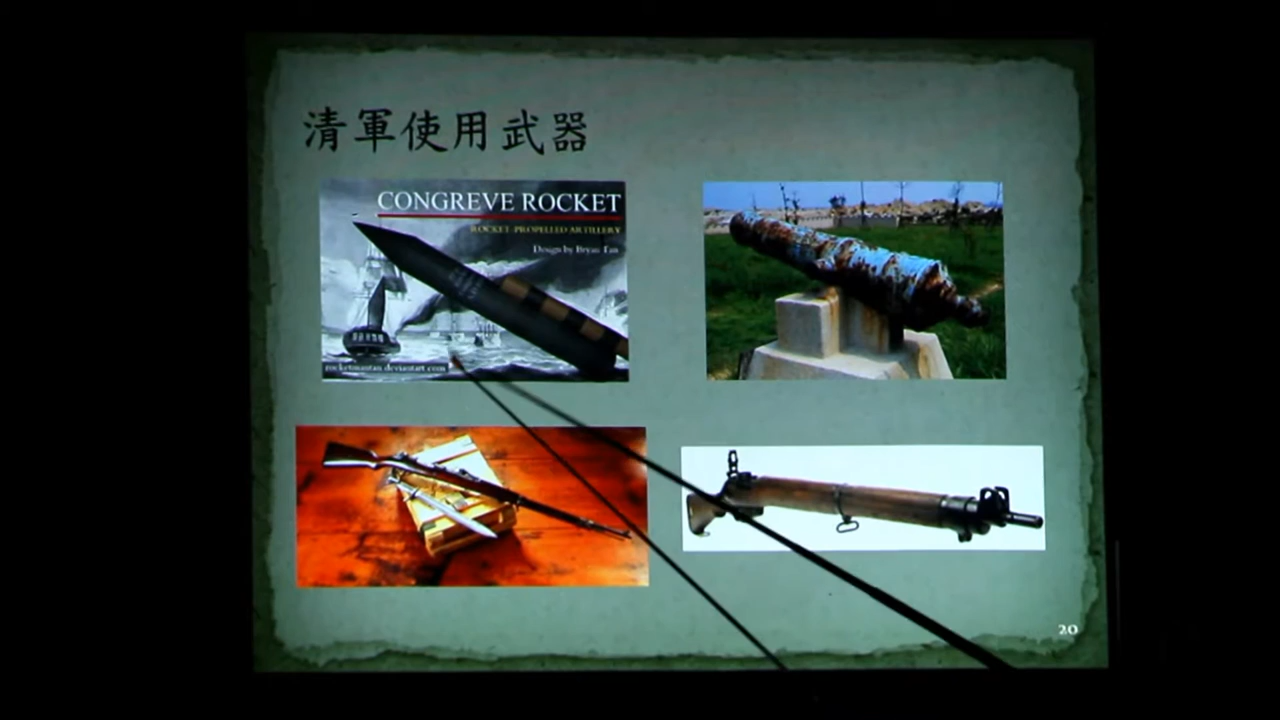 清軍使用武器
CONGREVE ROCKET
ROCKET-PROPELLED ARTILLERY
Design by Bryan Tan
rocketmantan.deviantart.com
20